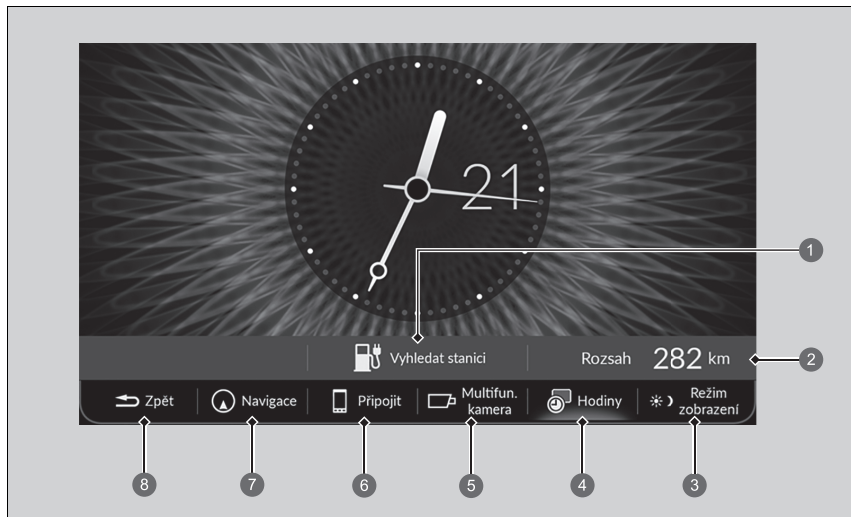 21
1
Vyhledat stanici
Rozsah 282 km
2
Zpět
Navigace
Připojit
Multifun.
kamera
Hodiny
Režim
zobrazení
8
7
6
5
4
3